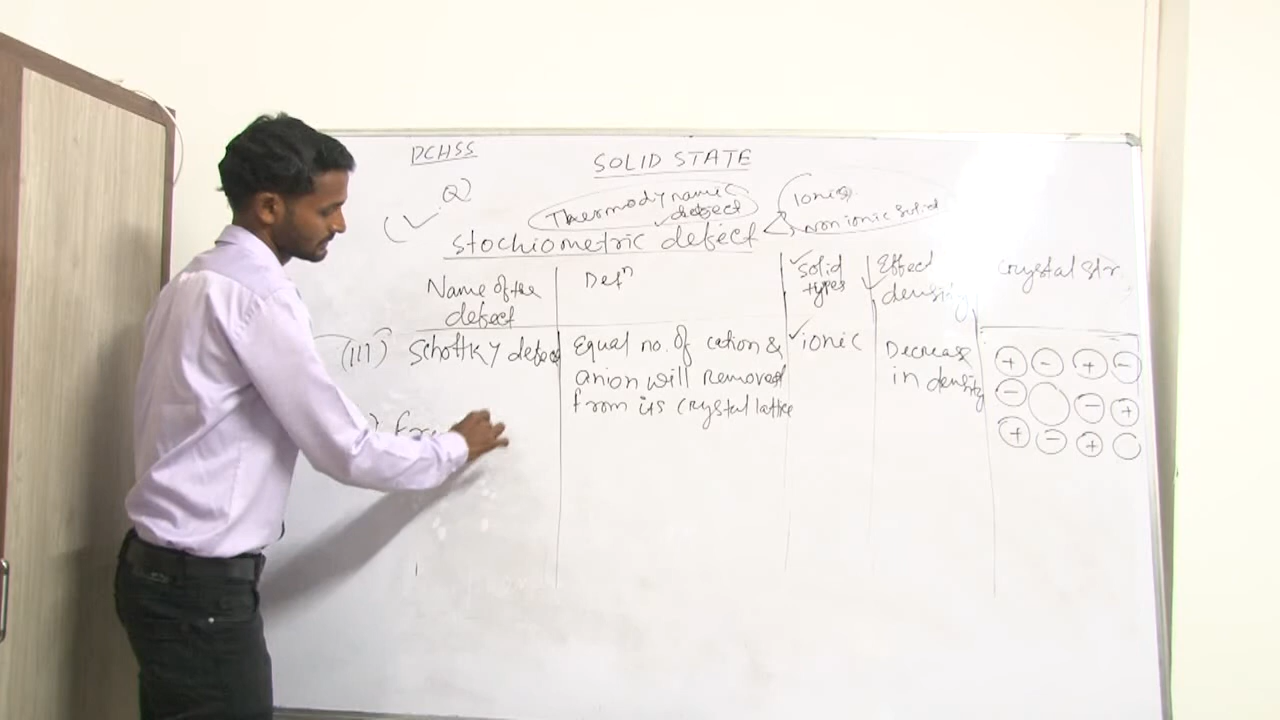 DCHSS
SOLID STATE
Q)
Thermodynamic
defect
Ionic
Non ionic solid
stochiometric defect
Name of the
defect
Defⁿ
solid
types
Effect
density
crystal str.
(III) Schottky defect
Equal no. of cation &
anion will removed
from its crystal lattice
ionic
Decrease
in density
+ - + -
- - +
+ - +